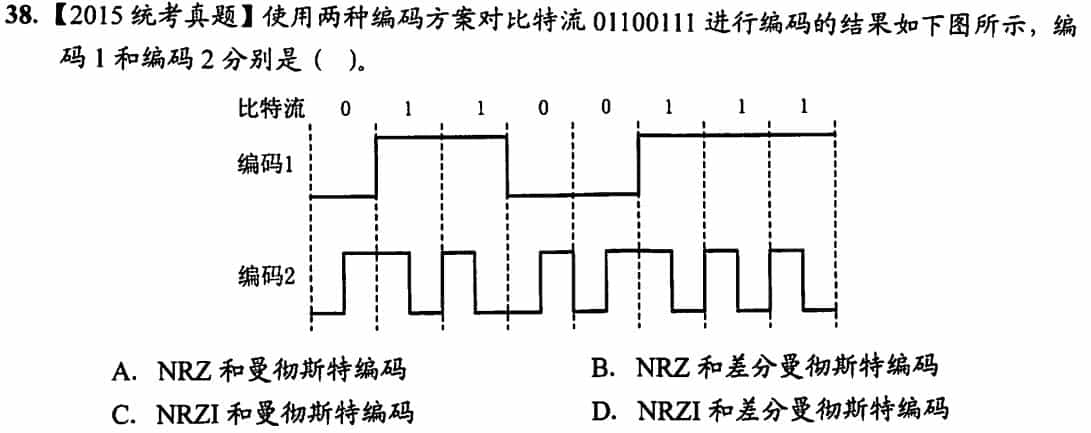 38.【2015 统考真题】使用两种编码方案对比特流 01100111 进行编码的结果如下图所示，编
码 1 和编码 2 分别是（ ）。
比特流 0 1 1 0 0 1 1 1
编码1
编码2
A. NRZ 和曼彻斯特编码 B. NRZ 和差分曼彻斯特编码
C. NRZI 和曼彻斯特编码 D. NRZI 和差分曼彻斯特编码